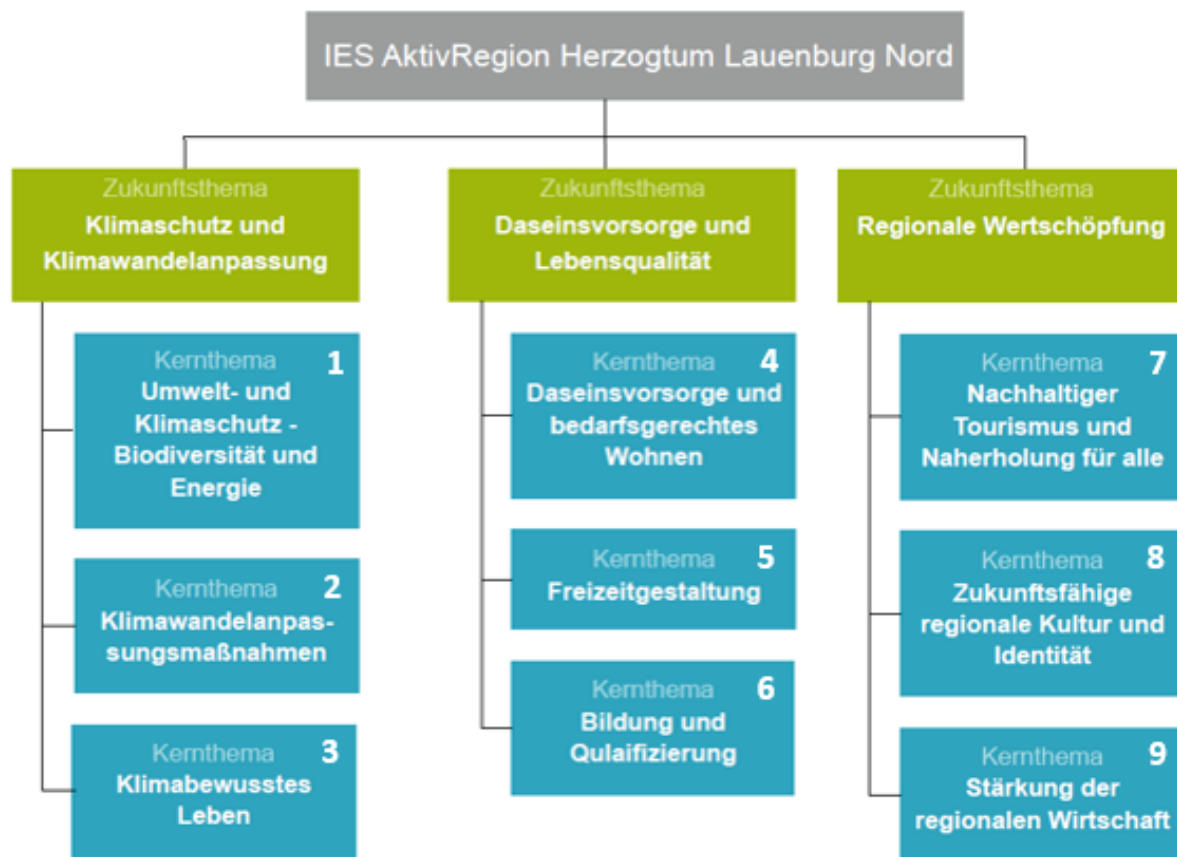 IES AktivRegion Herzogtum Lauenburg Nord
Zukunftsthema
Klimaschutz und
Klimawandelanpassung
Kernthema 1
Umwelt- und
Klimaschutz -
Biodiversität und
Energie
Kernthema 2
Klimawandelanpas-
sungsmaßnahmen
Kernthema 3
Klimabewusstes
Leben
Zukunftsthema
Daseinsvorsorge und
Lebensqualität
Kernthema 4
Daseinsvorsorge und
bedarfsgerechtes
Wohnen
Kernthema 5
Freizeitgestaltung
Kernthema 6
Bildung und
Qulaifizierung
Zukunftsthema
Regionale Wertschöpfung
Kernthema 7
Nachhaltiger
Tourismus und
Naherholung für alle
Kernthema 8
Zukunftsfähige
regionale Kultur und
Identität
Kernthema 9
Stärkung der
regionalen Wirtschaft